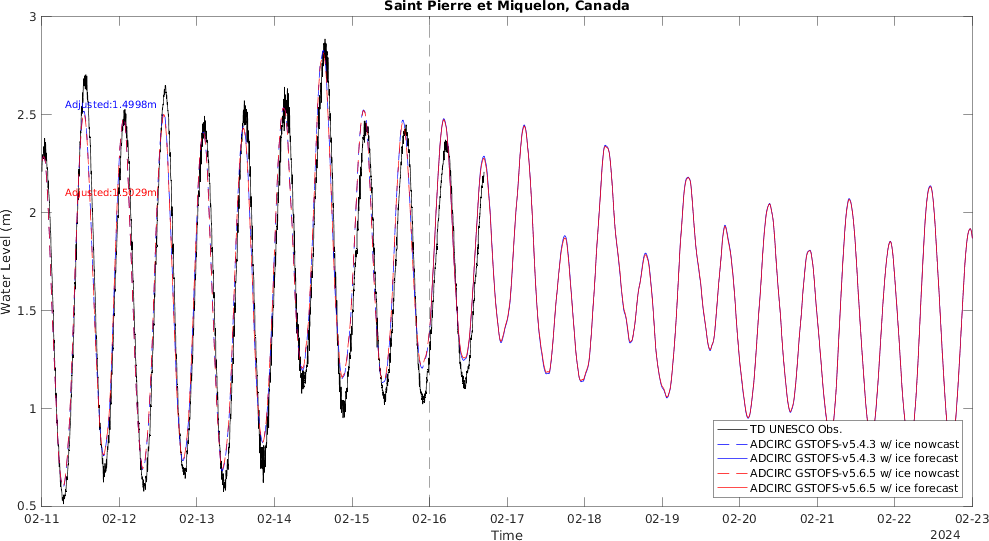 Saint Pierre et Miquelon, Canada
3
2.5
2
1.5
1
0.5
Water Level (m)
Adjusted:1.4998m
Adjusted:1.5029m
TD UNESCO Obs.
ADCIRC GSTOFS-v5.4.3 w/ ice nowcast
ADCIRC GSTOFS-v5.4.3 w/ ice forecast
ADCIRC GSTOFS-v5.6.5 w/ ice nowcast
ADCIRC GSTOFS-v5.6.5 w/ ice forecast
02-11 02-12 02-13 02-14 02-15 02-16 02-17 02-18 02-19 02-20 02-21 02-22 02-23
Time
2024